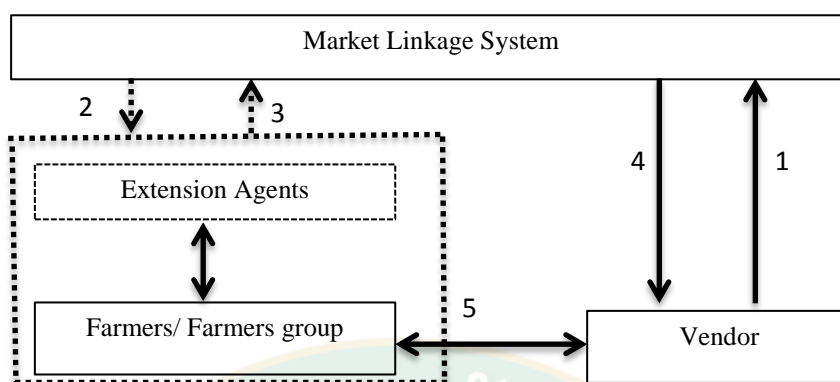 Market Linkage System
2
3
4
1
Extension Agents
5
Farmers/ Farmers group
Vendor